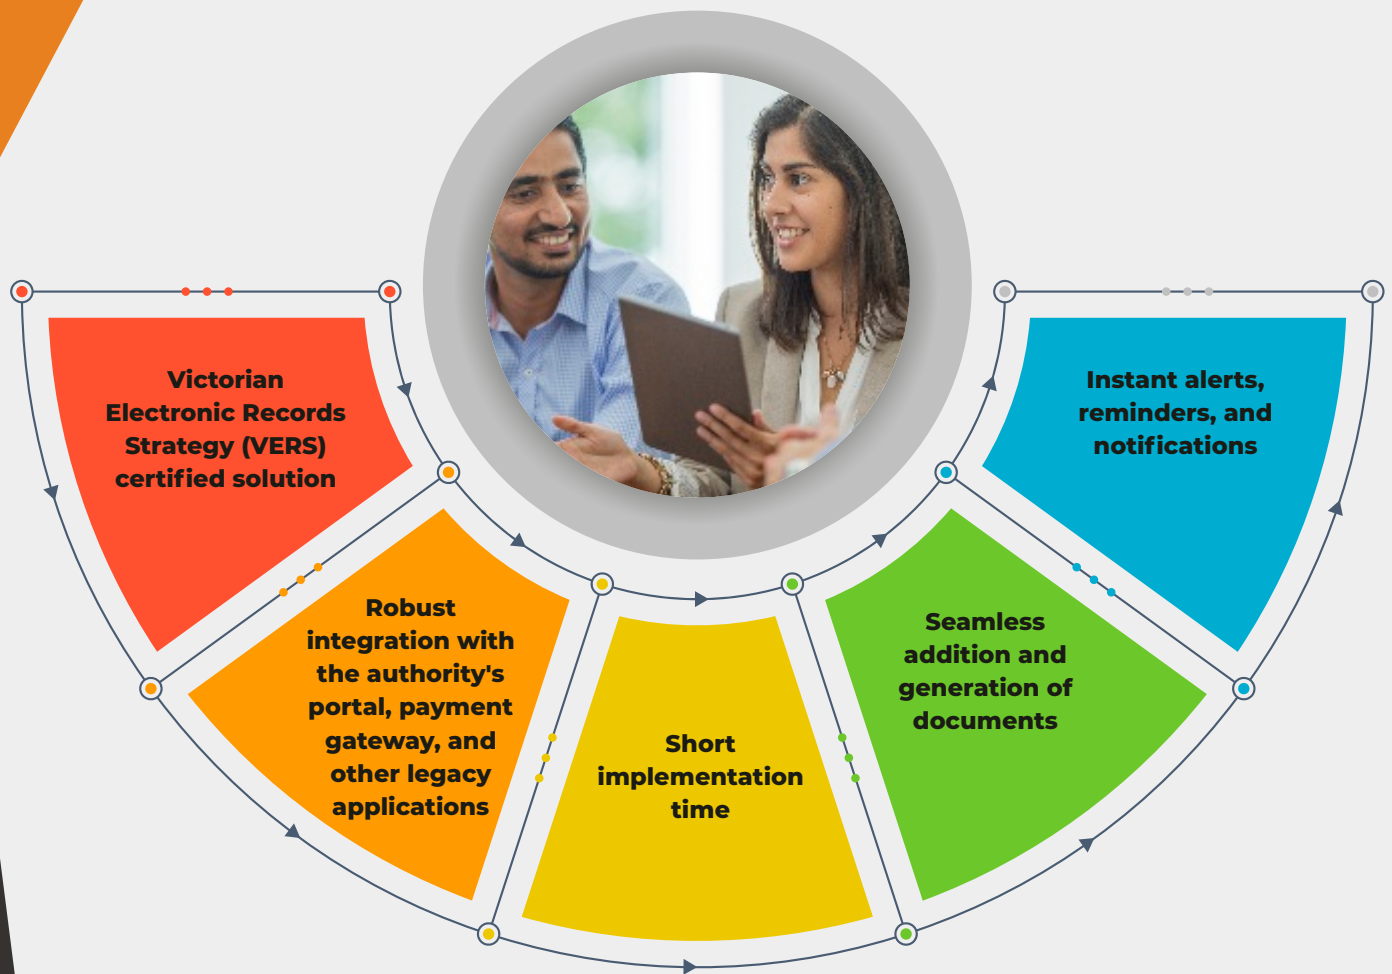 Victorian
Electronic Records
Strategy (VERS)
certified solution
Robust
integration with
the authority's
portal, payment
gateway, and
other legacy
applications
Short
implementation
time
Seamless
addition and
generation of
documents
Instant alerts,
reminders, and
notifications